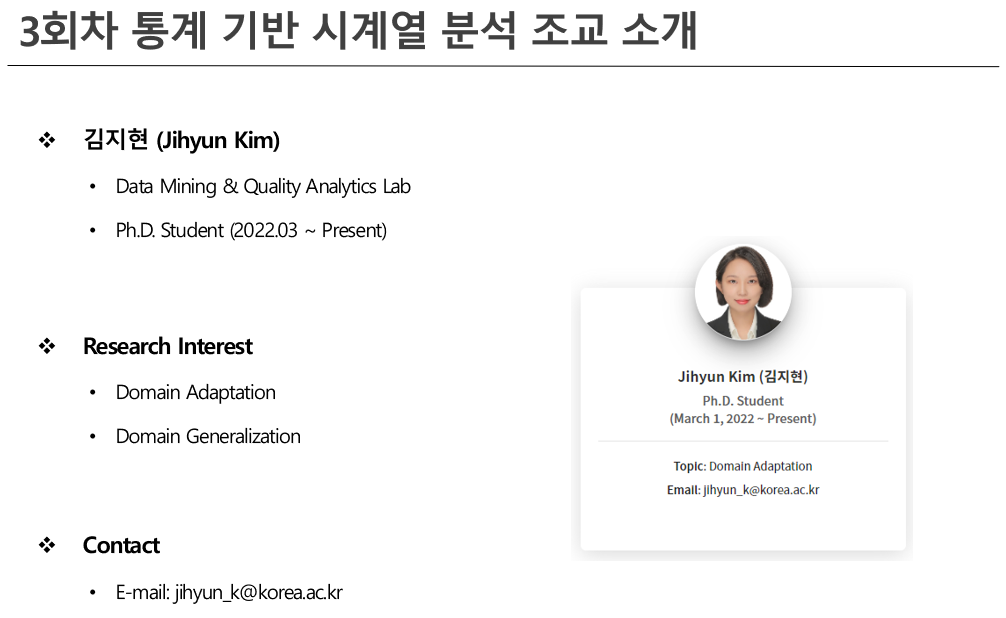 3회차 통계 기반 시계열 분석 조교 소개
❖ 김지현 (Jihyun Kim)
• Data Mining & Quality Analytics Lab
• Ph.D. Student (2022.03 ~ Present)
❖ Research Interest
• Domain Adaptation
• Domain Generalization
❖ Contact
• E-mail: jihyun_k@korea.ac.kr
Jihyun Kim (김지현)
Ph.D. Student
(March 1, 2022 ~ Present)
Topic: Domain Adaptation
Email: jihyun_k@korea.ac.kr